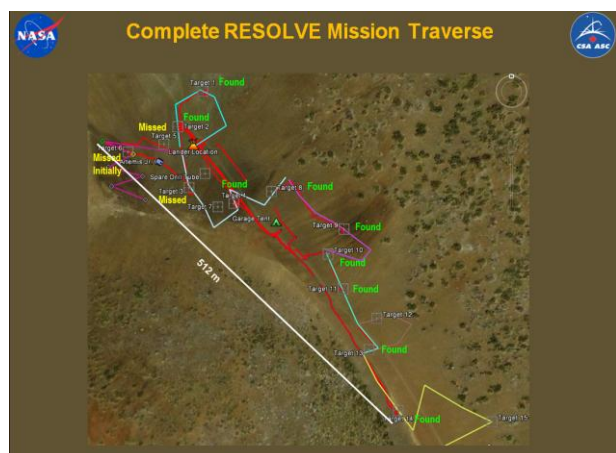 NASA
Complete RESOLVE Mission Traverse
CSA ASC
Target 1
Found
Found
Target 2
Missed
Target 5
Lander Location
Target 6
Missed
Initially
Found
Target 8
Found
Target 3
Missed
Target 7
Garage Tent
Target 9
Found
Target 10
Found
512 m
Target 11
Found
Target 12
Target 13
Found
Target 14
Found
Target 15